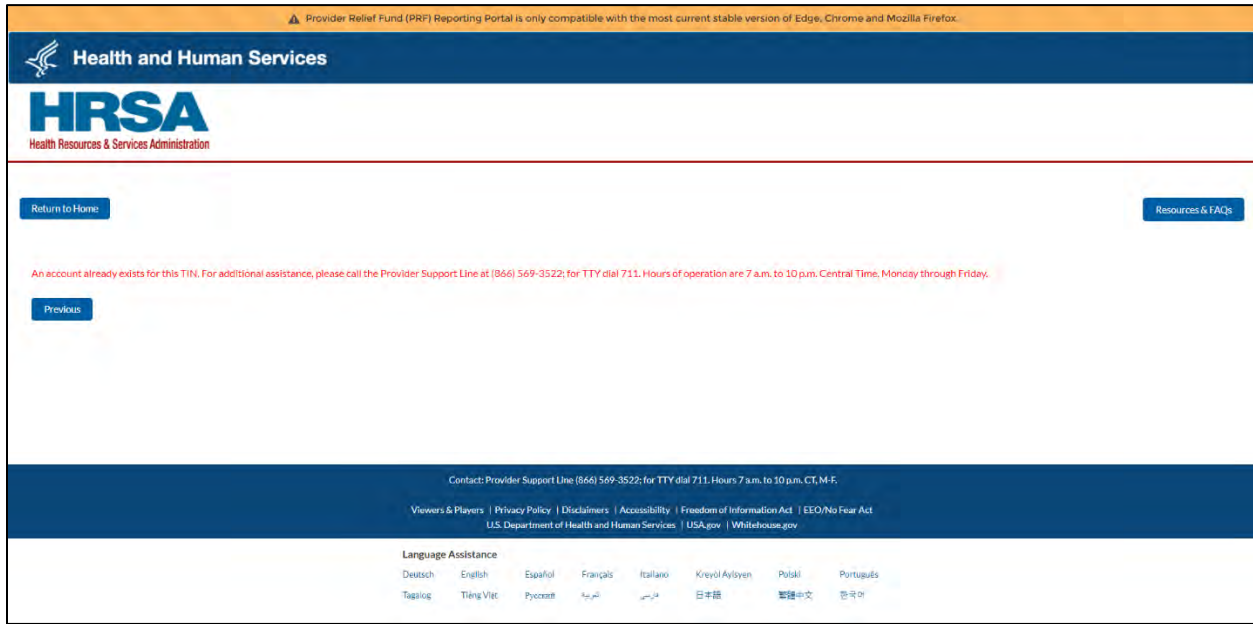 Provider Relief Fund (PRF) Reporting Portal is only compatible with the most current stable version of Edge, Chrome and Mozilla Firefox.
Health and Human Services
HRSA
Health Resources & Services Administration
Return to Home
Resources & FAQs
An account already exists for this TIN. For additional assistance, please call the Provider Support Line at (866) 569-3522; for TTY dial 711. Hours of operation are 7 a.m. to 10 p.m. Central Time, Monday through Friday.
Previous
Contact: Provider Support Line (866) 569-3522; for TTY dial 711. Hours 7 a.m. to 10 p.m. CT, M-F.
Viewers & Players | Privacy Policy | Disclaimers | Accessibility | Freedom of Information Act | EEO/No Fear Act
U.S. Department of Health and Human Services | USA.gov | Whitehouse.gov
Language Assistance
Deutsch English Español Français Italiano Kreyòl Ayisyen Polski Português
Tagalog Tiếng Việt Русский العربية فارسی 日本語 繁體中文 한국어